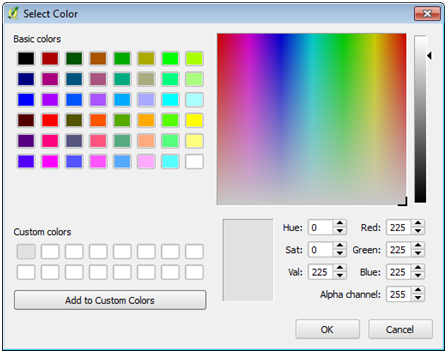 Select Color
Basic colors
Custom colors
Add to Custom Colors
Hue: 0 Red: 225
Sat: 0 Green: 225
Val: 225 Blue: 225
Alpha channel: 255
OK Cancel